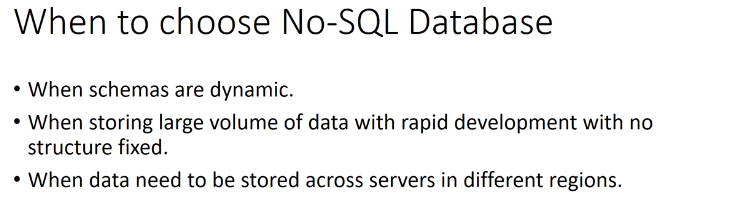 When to choose No-SQL Database
• When schemas are dynamic.
• When storing large volume of data with rapid development with no
structure fixed.
• When data need to be stored across servers in different regions.